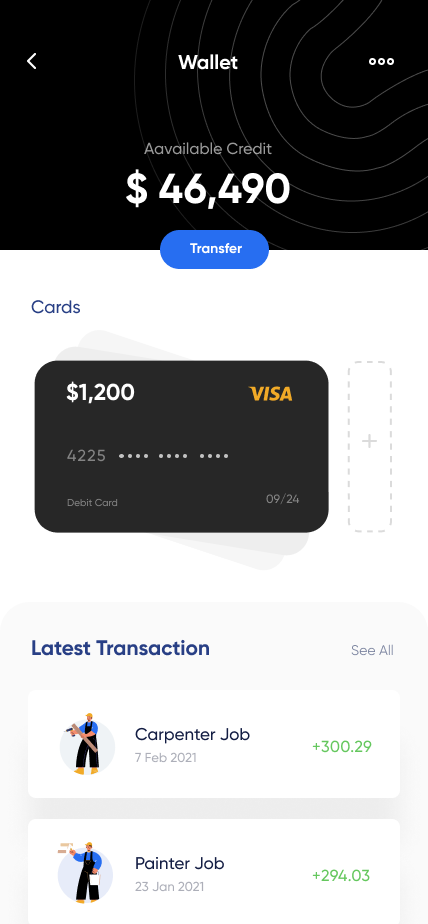 Wallet
Aavailable Credit
$ 46,490
Transfer
Cards
$1,200
VISA
4225 •••• •••• ••••
Debit Card
09/24
+
Latest Transaction
See All
Carpenter Job
7 Feb 2021
+300.29
Painter Job
23 Jan 2021
+294.03